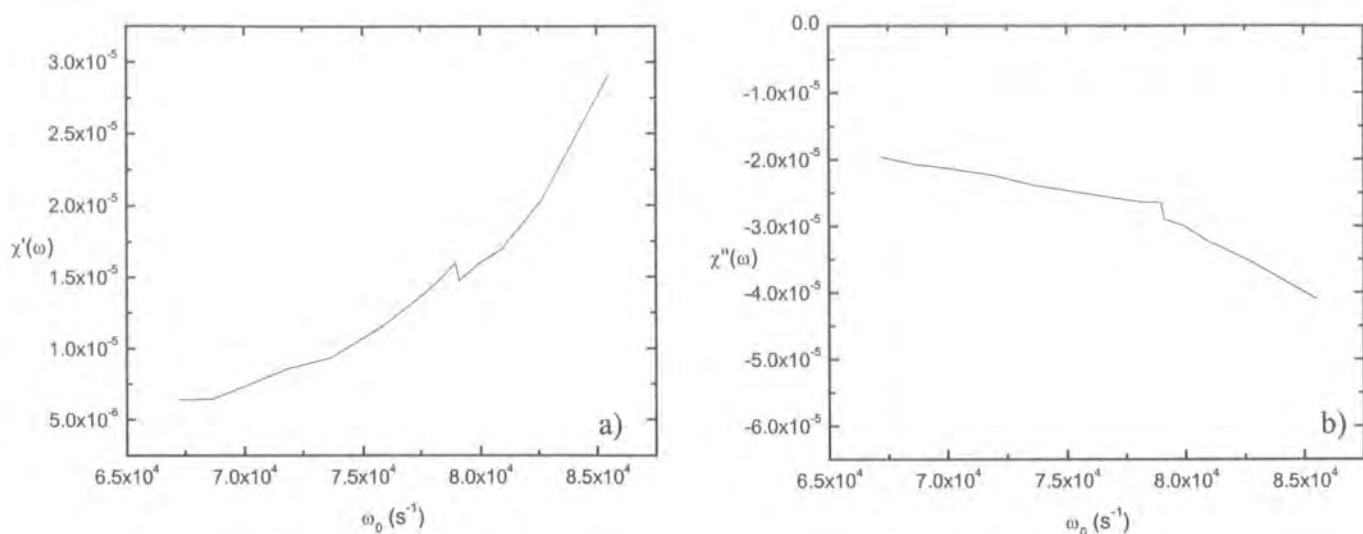 3.0x10⁻⁵
2.5x10⁻⁵
2.0x10⁻⁵
χ'(ω)
1.5x10⁻⁵
1.0x10⁻⁵
5.0x10⁻⁶
a)
6.5x10⁴ 7.0x10⁴ 7.5x10⁴ 8.0x10⁴ 8.5x10⁴
ω₀ (s⁻¹)
0.0
-1.0x10⁻⁵
-2.0x10⁻⁵
-3.0x10⁻⁵
χ"(ω)
-4.0x10⁻⁵
-5.0x10⁻⁵
-6.0x10⁻⁵
b)
6.5x10⁴ 7.0x10⁴ 7.5x10⁴ 8.0x10⁴ 8.5x10⁴
ω₀ (s⁻¹)